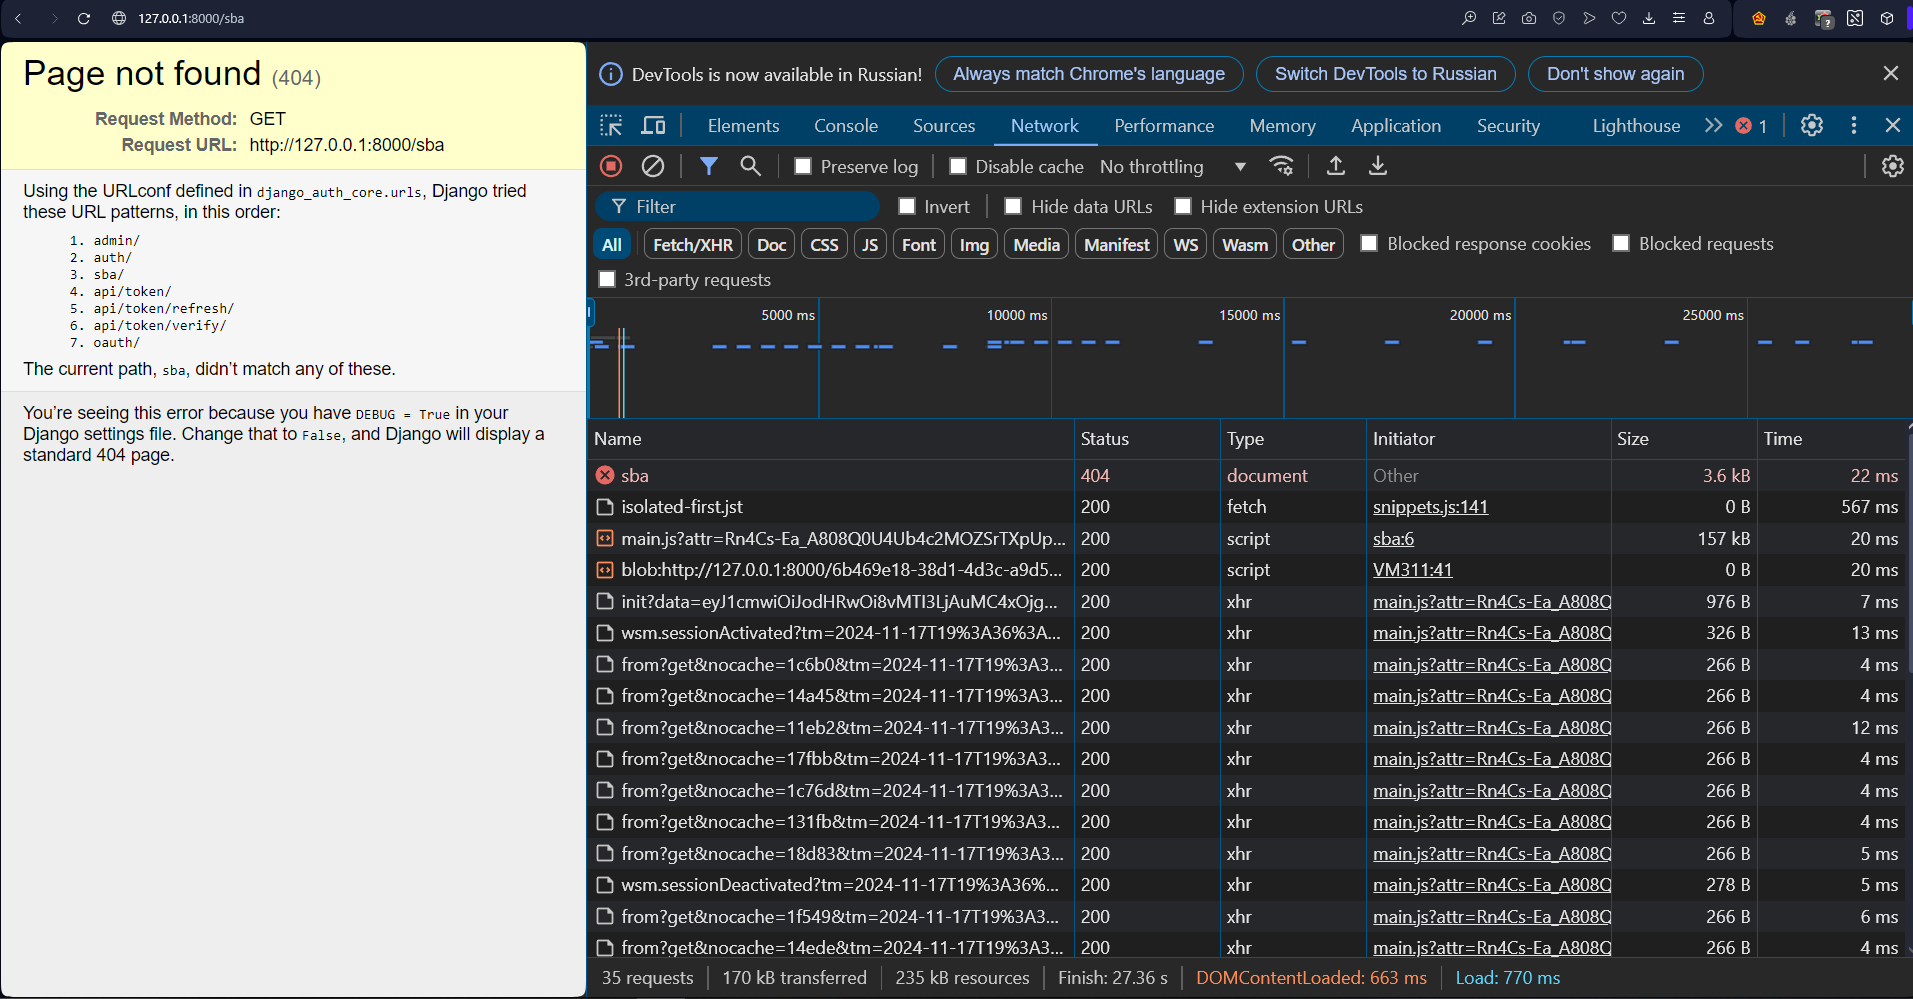 127.0.0.1:8000/sba
Page not found (404)
Request Method: GET
Request URL: http://127.0.0.1:8000/sba
Using the URLconf defined in django_auth_core.urls, Django tried
these URL patterns, in this order:
1. admin/
2. auth/
3. sba/
4. api/token/
5. api/token/refresh/
6. api/token/verify/
7. oauth/
The current path, sba, didn’t match any of these.
You’re seeing this error because you have DEBUG = True in your
Django settings file. Change that to False, and Django will display a
standard 404 page.
DevTools is now available in Russian! Always match Chrome's language Switch DevTools to Russian Don't show again
Elements Console Sources Network Performance Memory Application Security Lighthouse 1
Preserve log Disable cache No throttling
Filter Invert Hide data URLs Hide extension URLs
All Fetch/XHR Doc CSS JS Font Img Media Manifest WS Wasm Other Blocked response cookies Blocked requests
3rd-party requests
5000 ms 10000 ms 15000 ms 20000 ms 25000 ms
Name Status Type Initiator Size Time
sba 404 document Other 3.6 kB 22 ms
isolated-first.jst 200 fetch snippets.js:141 0 B 567 ms
main.js?attr=Rn4Cs-Ea_A808Q0U4Ub4c2MOZSrTXpUp... 200 script sba:6 157 kB 20 ms
blob:http://127.0.0.1:8000/6b469e18-38d1-4d3c-a9d5... 200 script VM311:41 0 B 20 ms
init?data=eyJ1cmwiOiJodHRwOi8vMTI3LjAuMC4xOjg... 200 xhr main.js?attr=Rn4Cs-Ea_A808Q 976 B 7 ms
wsm.sessionActivated?tm=2024-11-17T19%3A36%3A... 200 xhr main.js?attr=Rn4Cs-Ea_A808Q 326 B 13 ms
from?get&nocache=1c6b0&tm=2024-11-17T19%3A3... 200 xhr main.js?attr=Rn4Cs-Ea_A808Q 266 B 4 ms
from?get&nocache=14a45&tm=2024-11-17T19%3A3... 200 xhr main.js?attr=Rn4Cs-Ea_A808Q 266 B 4 ms
from?get&nocache=11eb2&tm=2024-11-17T19%3A3... 200 xhr main.js?attr=Rn4Cs-Ea_A808Q 266 B 12 ms
from?get&nocache=17fbb&tm=2024-11-17T19%3A3... 200 xhr main.js?attr=Rn4Cs-Ea_A808Q 266 B 4 ms
from?get&nocache=1c76d&tm=2024-11-17T19%3A3... 200 xhr main.js?attr=Rn4Cs-Ea_A808Q 266 B 4 ms
from?get&nocache=131fb&tm=2024-11-17T19%3A3... 200 xhr main.js?attr=Rn4Cs-Ea_A808Q 266 B 4 ms
from?get&nocache=18d83&tm=2024-11-17T19%3A3... 200 xhr main.js?attr=Rn4Cs-Ea_A808Q 266 B 5 ms
wsm.sessionDeactivated?tm=2024-11-17T19%3A36%... 200 xhr main.js?attr=Rn4Cs-Ea_A808Q 278 B 5 ms
from?get&nocache=1f549&tm=2024-11-17T19%3A3... 200 xhr main.js?attr=Rn4Cs-Ea_A808Q 266 B 6 ms
from?get&nocache=14ede&tm=2024-11-17T19%3A3... 200 xhr main.js?attr=Rn4Cs-Ea_A808Q 266 B 4 ms
35 requests 170 kB transferred 235 kB resources Finish: 27.36 s DOMContentLoaded: 663 ms Load: 770 ms